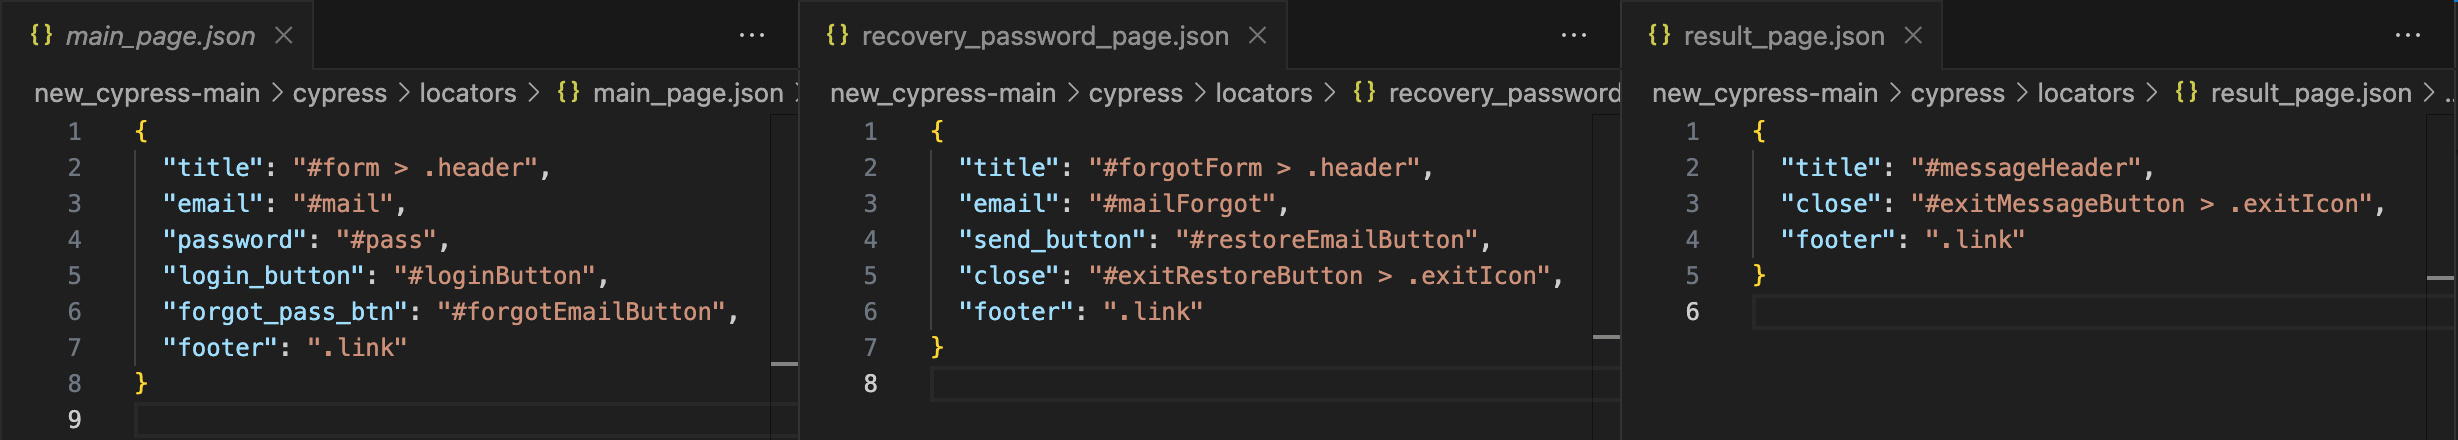 {} main_page.json × ...
new_cypress-main > cypress > locators > {} main_page.json >
1 {
2 "title": "#form > .header",
3 "email": "#mail",
4 "password": "#pass",
5 "login_button": "#loginButton",
6 "forgot_pass_btn": "#forgotEmailButton",
7 "footer": ".link"
8 }
9
{} recovery_password_page.json × ...
new_cypress-main > cypress > locators > {} recovery_password
1 {
2 "title": "#forgotForm > .header",
3 "email": "#mailForgot",
4 "send_button": "#restoreEmailButton",
5 "close": "#exitRestoreButton > .exitIcon",
6 "footer": ".link"
7 }
8
{} result_page.json × ...
new_cypress-main > cypress > locators > {} result_page.json > ..
1 {
2 "title": "#messageHeader",
3 "close": "#exitMessageButton > .exitIcon",
4 "footer": ".link"
5 }
6